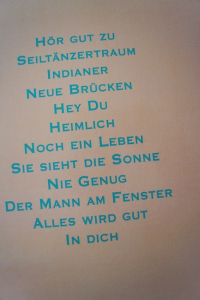 Hör gut zu
Seiltänzertraum
Indianer
Neue Brücken
Hey Du
Heimlich
Noch ein Leben
Sie sieht die Sonne
Nie Genug
Der Mann am Fenster
Alles wird gut
In dich